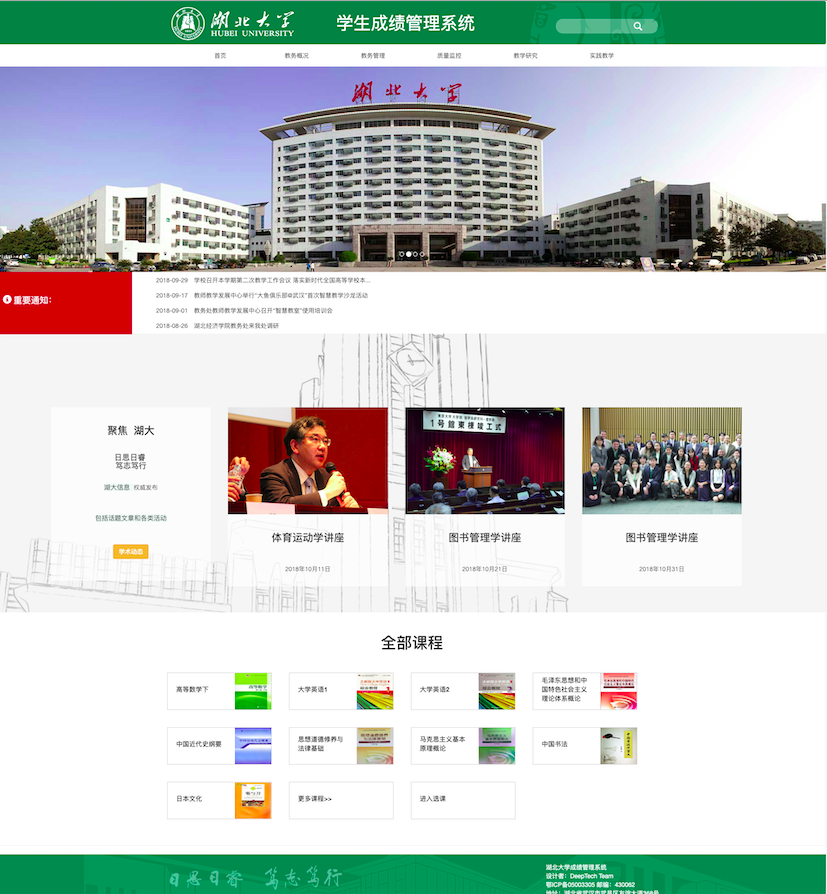 湖北大学
HUBEI UNIVERSITY
学生成绩管理系统
首页 教务概况 教务管理 质量监控 教学研究 实践教学
湖北大学
重要通知:
2018-09-29 学校召开本学期第二次教学工作会议 落实新时代全国高等学校本...
2018-09-17 教师教学发展中心举行"大鱼俱乐部@武汉"首次智慧教学沙龙活动
2018-09-01 教务处教师教学发展中心召开"智慧教室"使用培训会
2018-08-26 湖北经济学院教务处来我处调研
聚焦 湖大
日思日睿
笃志笃行
湖大信息 权威发布
包括话题文章和各类活动
学术动态
1号館東棟竣工式
体育运动学讲座
2018年10月11日
图书管理学讲座
2018年10月21日
图书管理学讲座
2018年10月31日
全部课程
高等数学下
大学英语1
大学英语2
毛泽东思想和中
国特色社会主义
理论体系概论
中国近代史纲要
思想道德修养与
法律基础
马克思主义基本
原理概论
中国书法
日本文化
更多课程>>
进入选课
日思日睿 笃志笃行
湖北大学成绩管理系统
设计者: DeepTech Team
鄂ICP备05003305 邮编: 430062